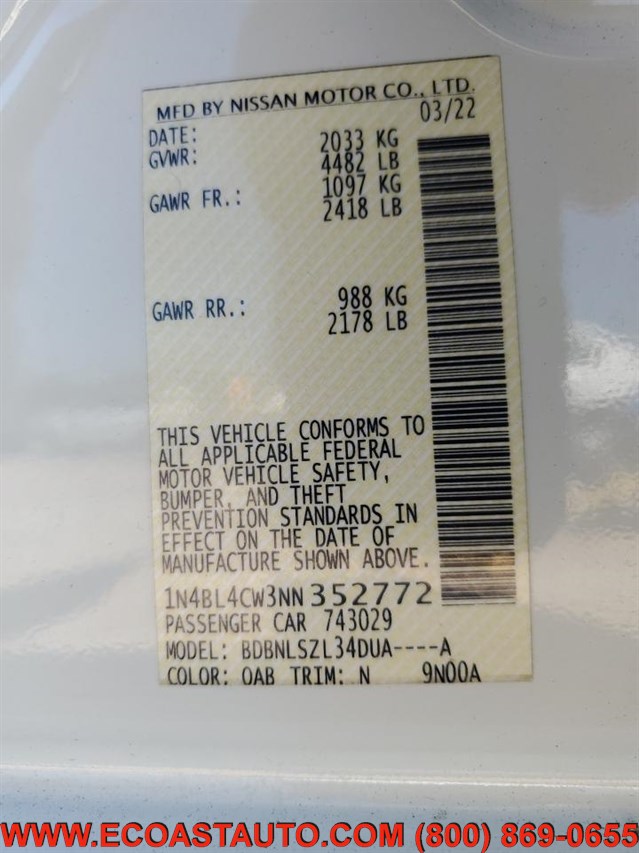 MFD BY NISSAN MOTOR CO., LTD.
DATE: 03/22
GVWR: 2033 KG
4482 LB
GAWR FR.: 1097 KG
2418 LB
GAWR RR.: 988 KG
2178 LB
THIS VEHICLE CONFORMS TO
ALL APPLICABLE FEDERAL
MOTOR VEHICLE SAFETY,
BUMPER, AND THEFT
PREVENTION STANDARDS IN
EFFECT ON THE DATE OF
MANUFACTURE SHOWN ABOVE.
1N4BL4CW3NN352772
PASSENGER CAR 743029
MODEL: BDBNLSZL34DUA----A
COLOR: QAB TRIM: N 9N00A
WWW.ECOASTAUTO.COM (800) 869-0655